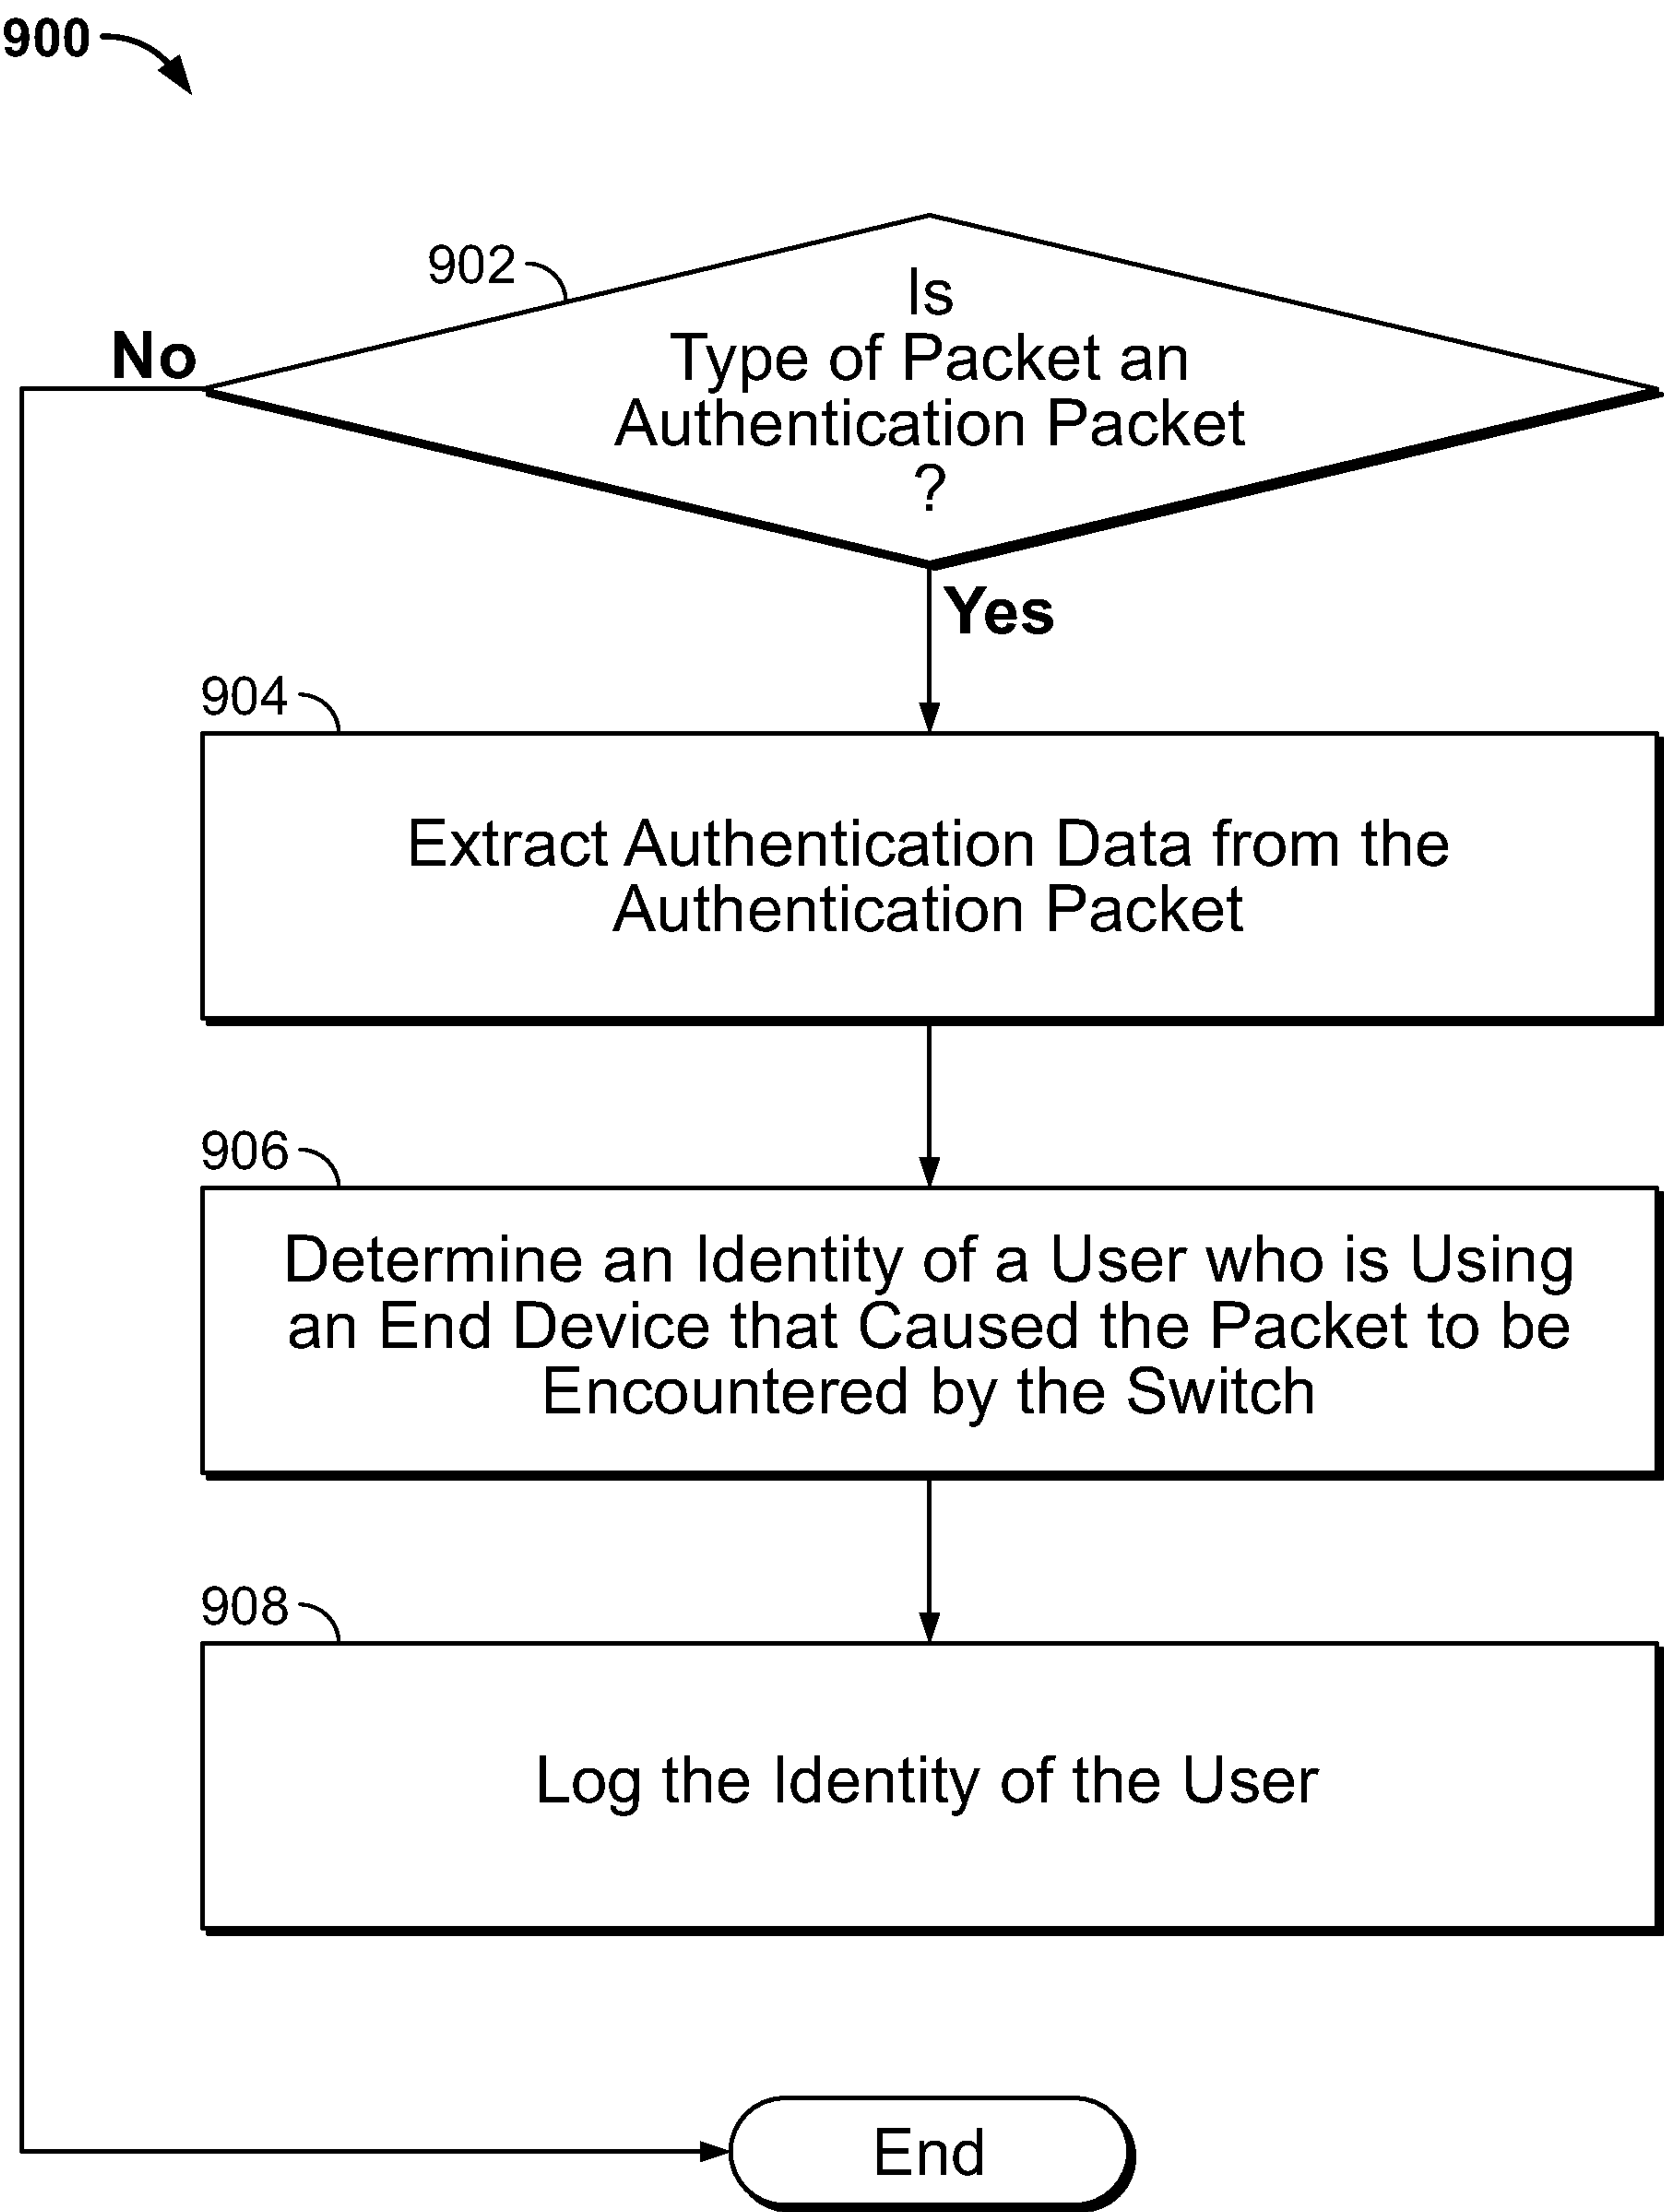 900
902
Is
Type of Packet an
Authentication Packet
?
No
Yes
904
Extract Authentication Data from the
Authentication Packet
906
Determine an Identity of a User who is Using
an End Device that Caused the Packet to be
Encountered by the Switch
908
Log the Identity of the User
End